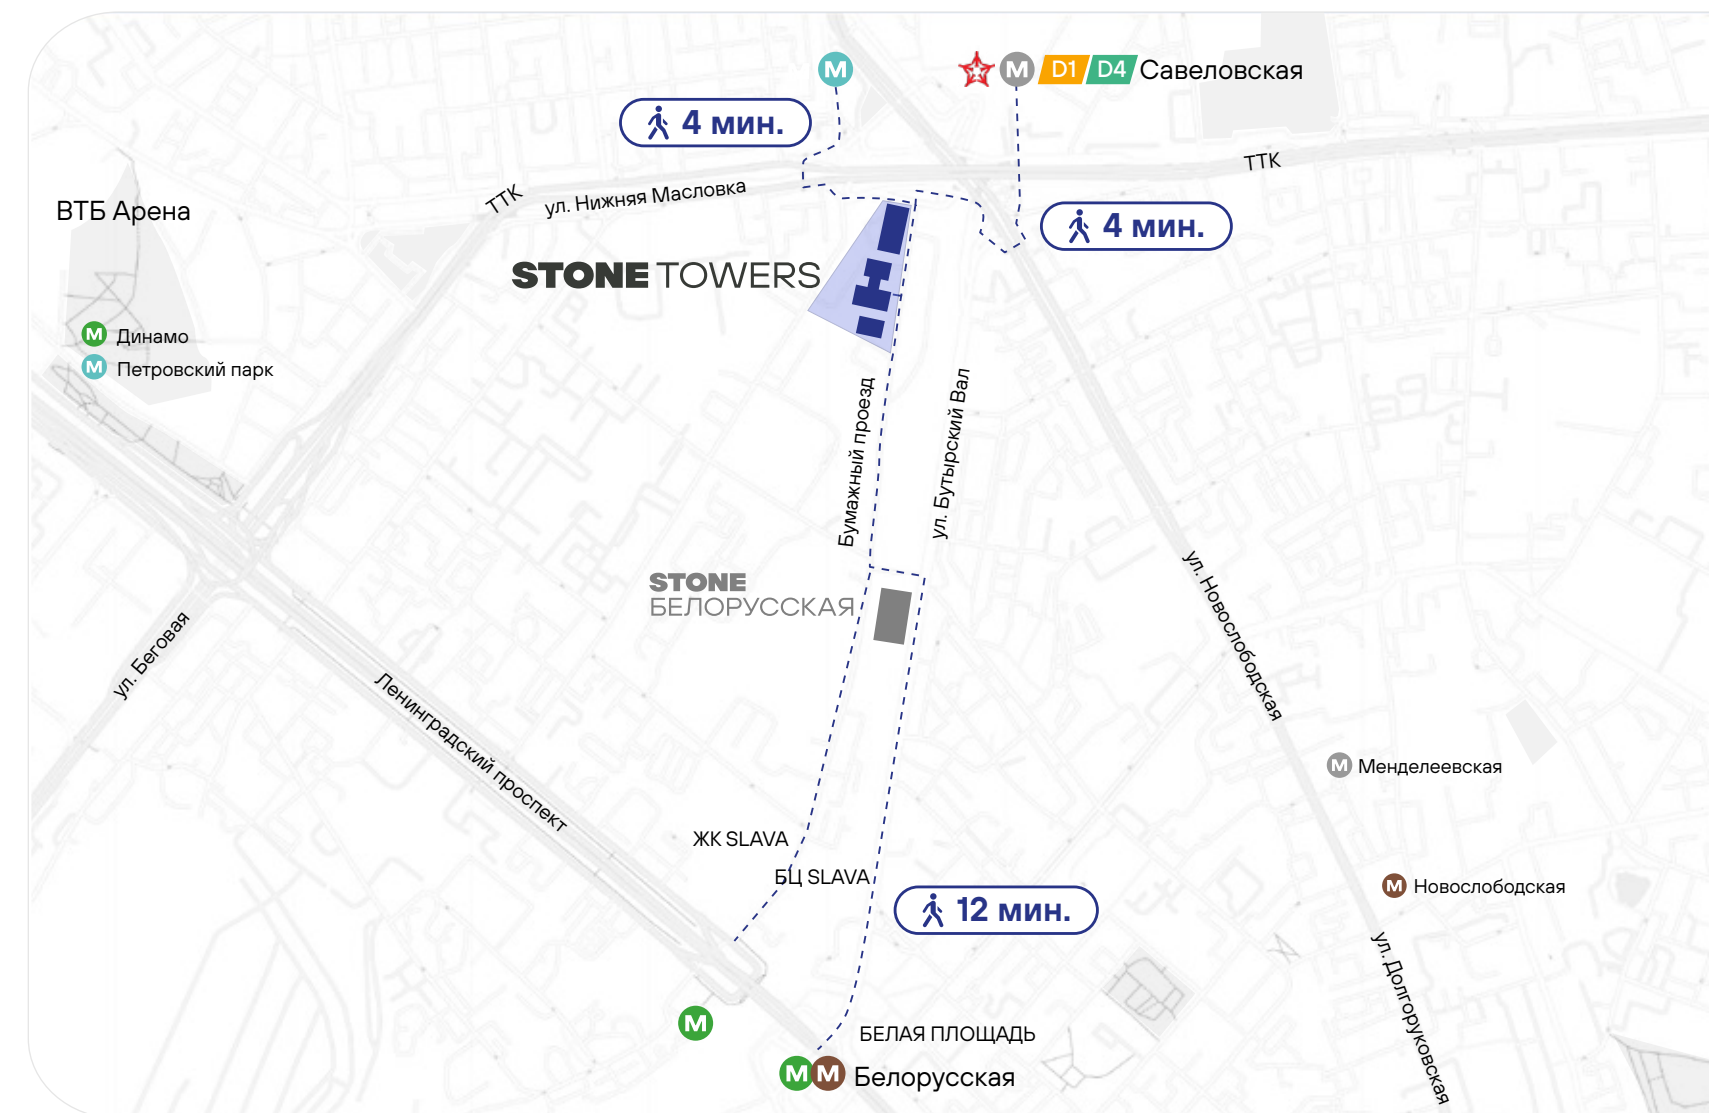 М
М D1 D4 Савеловская
4 мин.
ТТК
ТТК
ул. Нижняя Масловка
ВТБ Арена
4 мин.
STONE TOWERS
М Динамо
М Петровский парк
Бумажный проезд
ул. Бутырский Вал
STONE
БЕЛОРУССКАЯ
ул. Новослободская
ул. Беговая
Ленинградский проспект
М Менделеевская
ЖК SLAVA
БЦ SLAVA
М Новослободская
12 мин.
ул. Долгоруковская
М
БЕЛАЯ ПЛОЩАДЬ
М М Белорусская